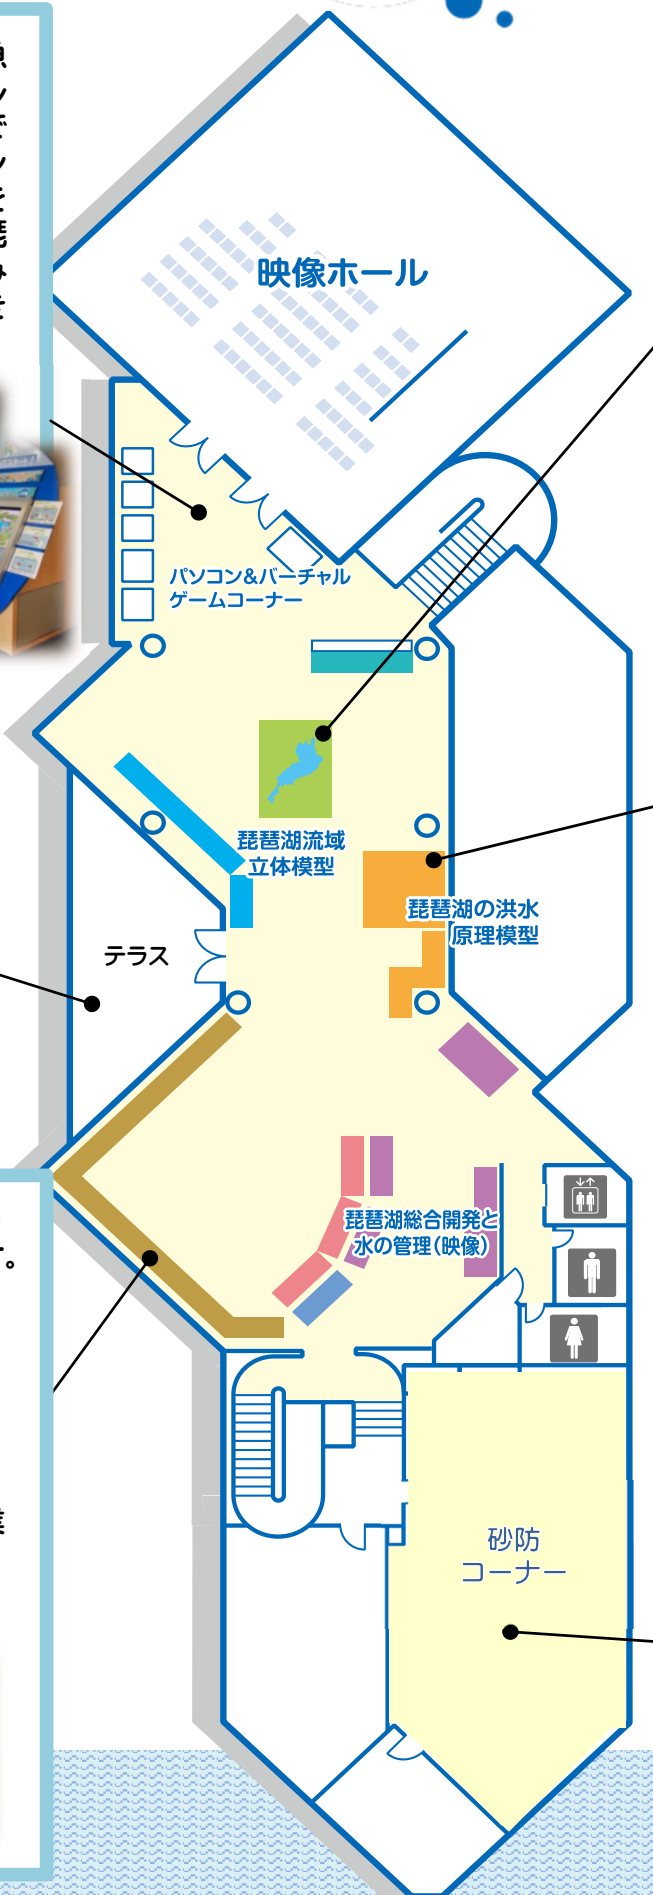 映像ホール
パソコン&バーチャル
ゲームコーナー
琵琶湖流域
立体模型
琵琶湖の洪水
原理模型
テラス
琵琶湖総合開発と
水の管理(映像)
砂防
コーナー